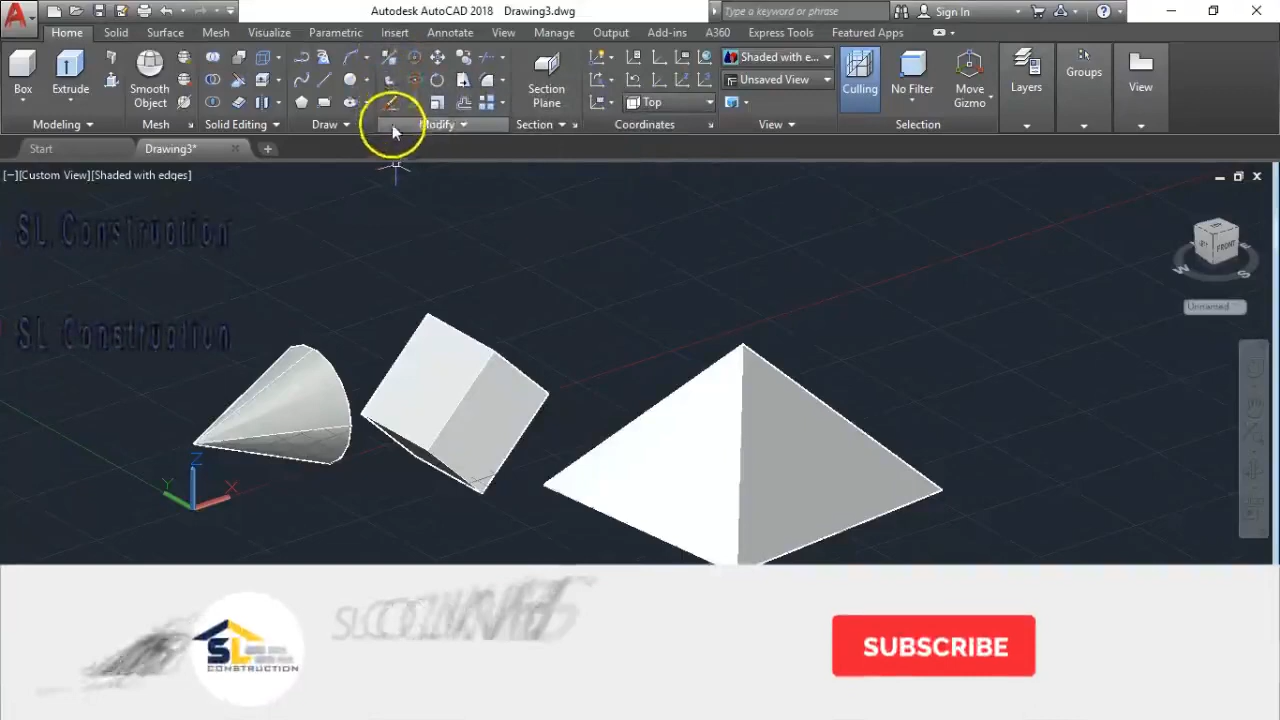 Autodesk AutoCAD 2018 Drawing3.dwg
Type a keyword or phrase
Sign In
Home Solid Surface Mesh Visualize Parametric Insert Annotate View Manage Output Add-ins A360 Express Tools Featured Apps
Box
Extrude
Smooth
Object
Section
Plane
Shaded with e...
Unsaved View
Top
Culling
No Filter
Move
Gizmo
Layers
Groups
View
Modeling Mesh Solid Editing Draw Modify Section Coordinates View Selection
Start Drawing3*
[−][Custom View][Shaded with edges]
SL Construction
SL Construction
FRONT
W
S
Unnamed
Z
Y
X
SL
CONSTRUCTION
SUBSCRIBE